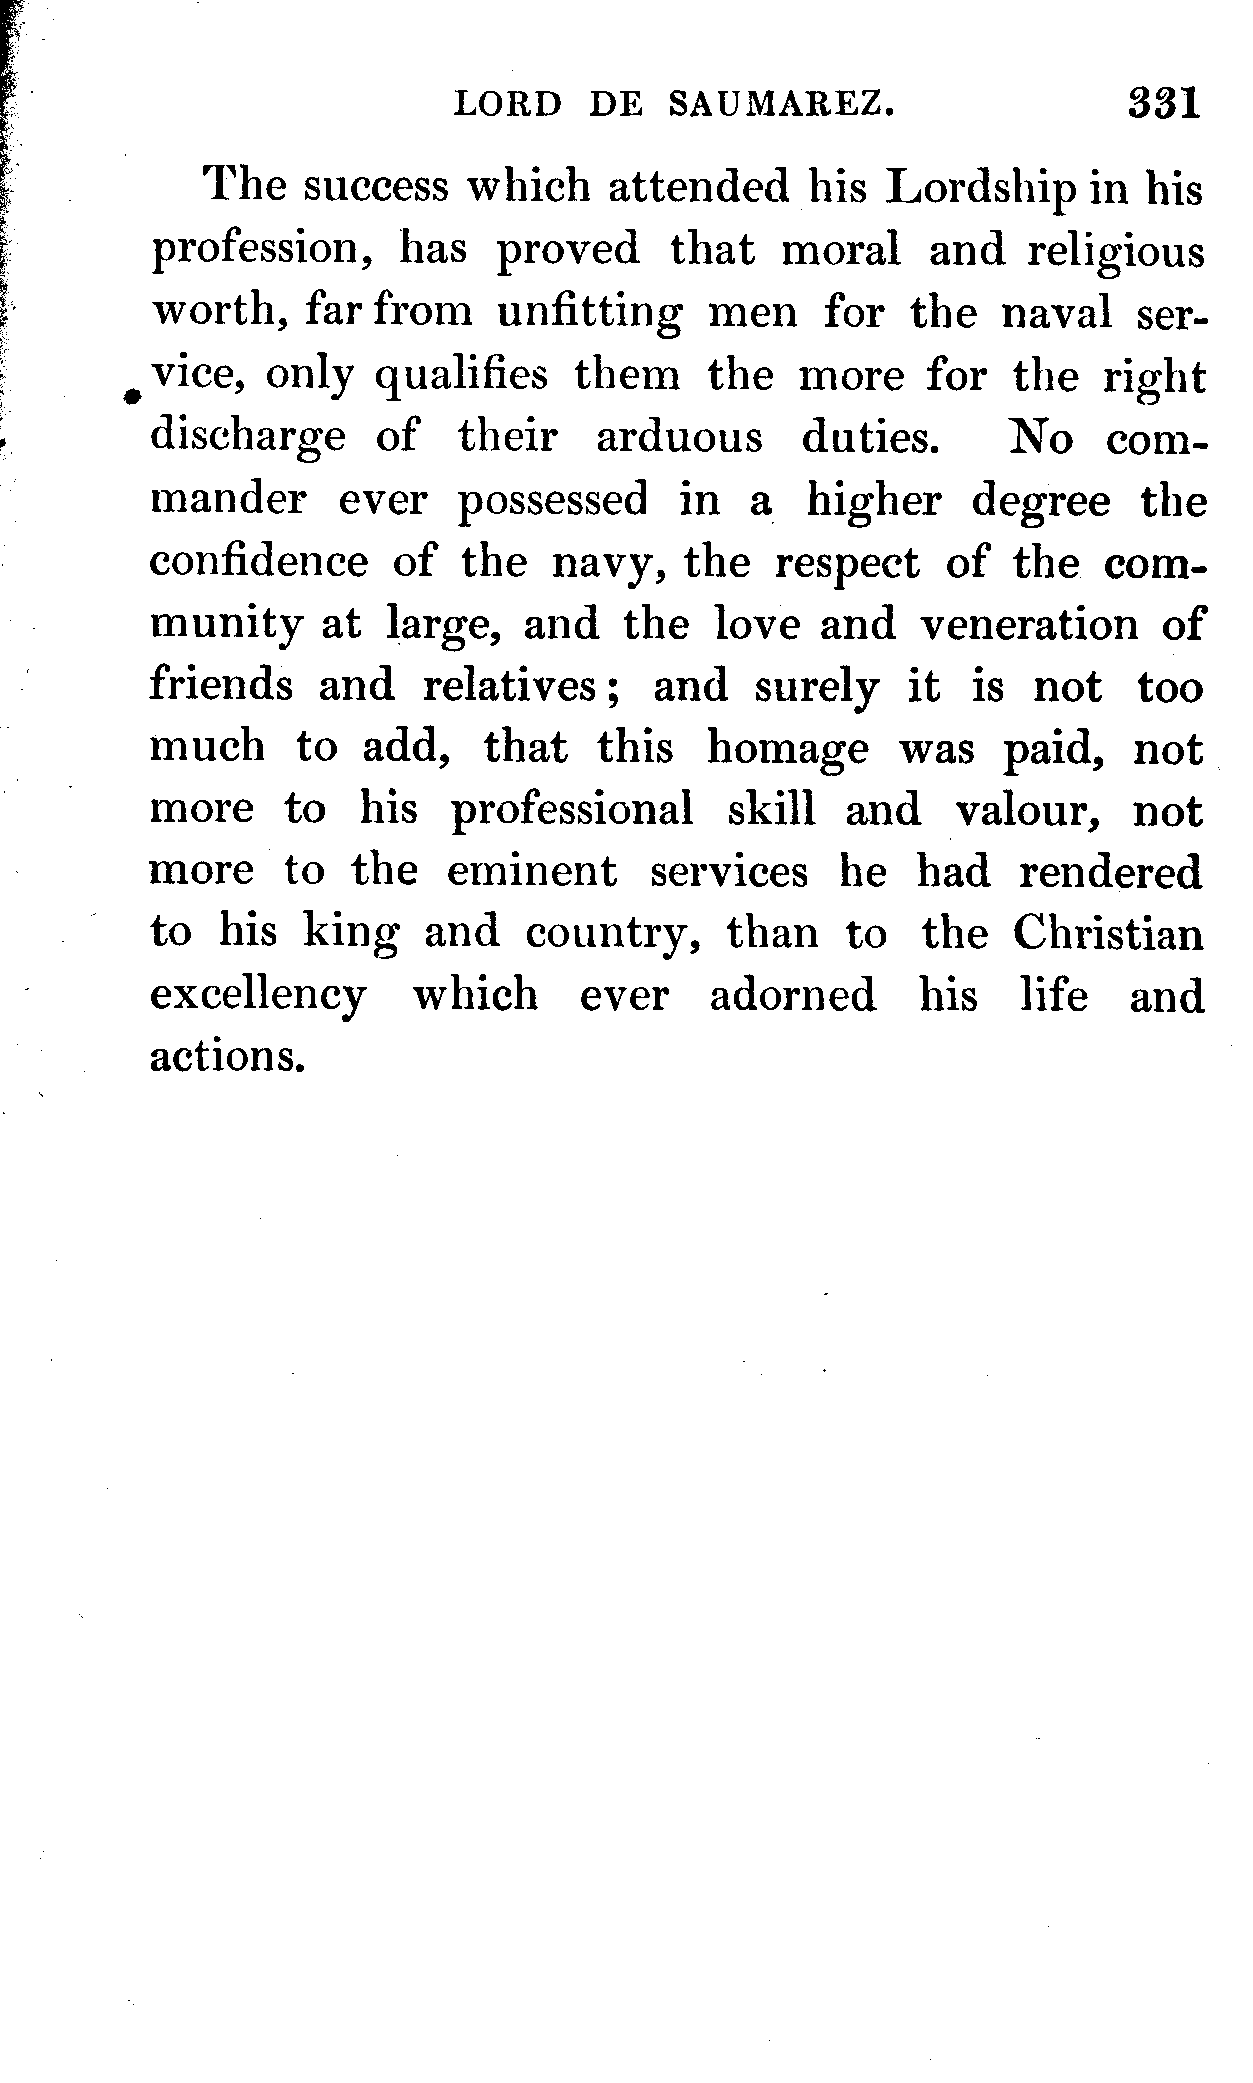 LORD DE SAUMAREZ. 331
The success which attended his Lordship in his
profession, has proved that moral and religious
worth, far from unfitting men for the naval ser-
vice, only qualifies them the more for the right
discharge of their arduous duties. No com-
mander ever possessed in a higher degree the
confidence of the navy, the respect of the com-
munity at large, and the love and veneration of
friends and relatives; and surely it is not too
much to add, that this homage was paid, not
more to his professional skill and valour, not
more to the eminent services he had rendered
to his king and country, than to the Christian
excellency which ever adorned his life and
actions.